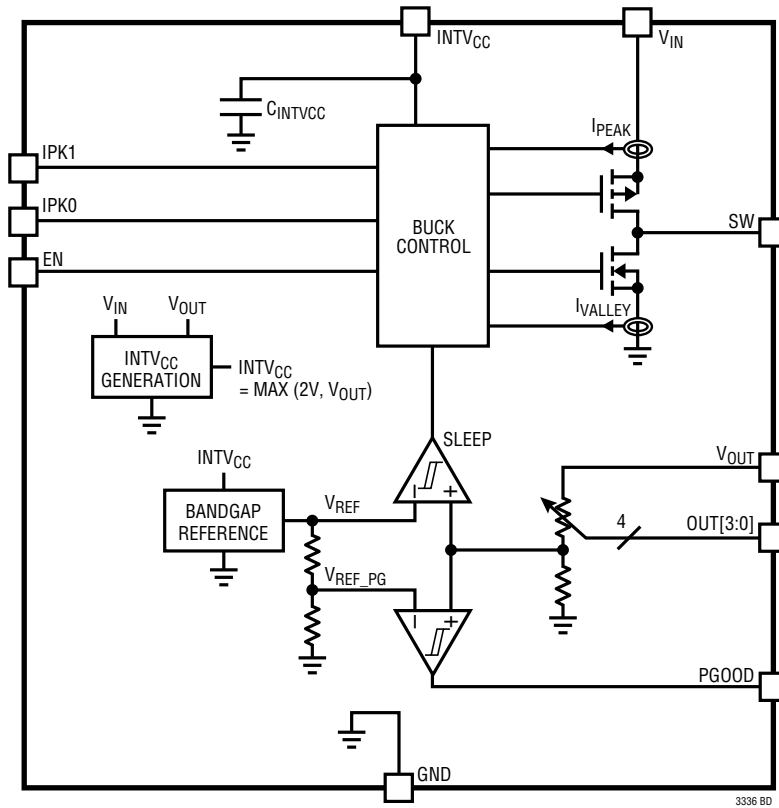 INTVCC
VIN
CINTVCC
IPEAK
IPK1
IPK0
BUCK
CONTROL
SW
EN
IVALLEY
VIN
VOUT
INTVCC
GENERATION
INTVCC
= MAX (2V, VOUT)
SLEEP
VOUT
INTVCC
BANDGAP
REFERENCE
VREF
– +
4
OUT[3:0]
VREF_PG
– +
PGOOD
GND
3336 BD